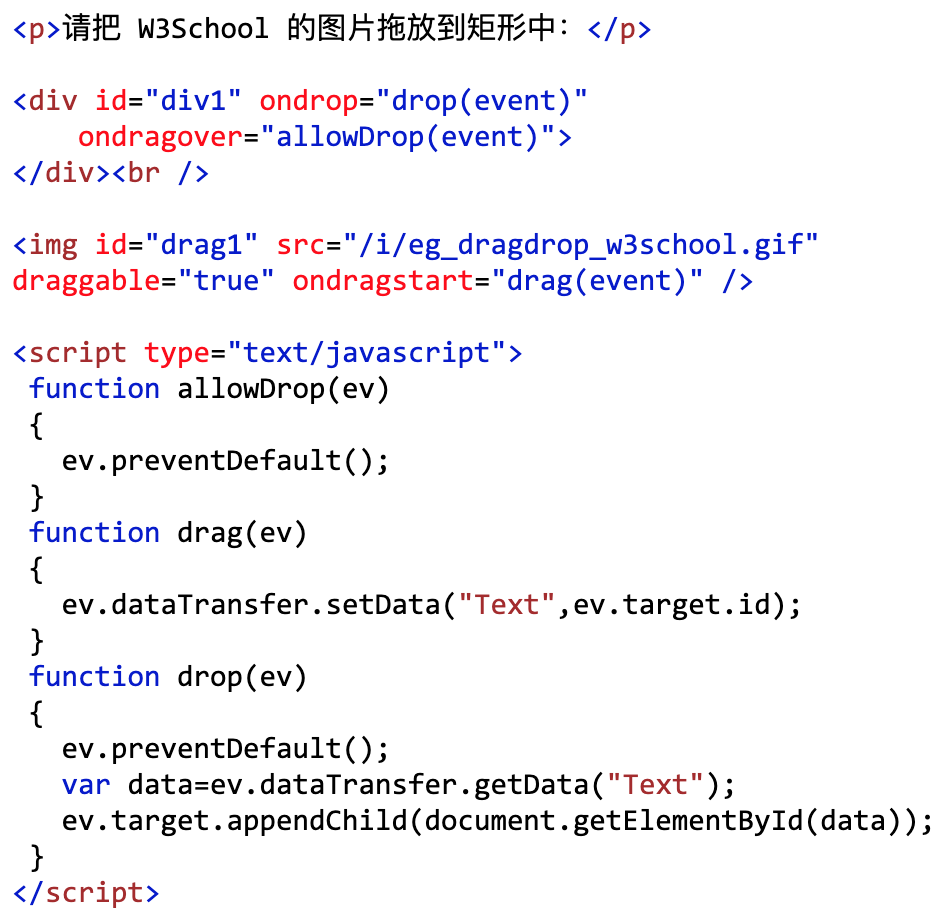 <p>请把 W3School 的图片拖放到矩形中：</p>
<div id="div1" ondrop="drop(event)"
ondragover="allowDrop(event)">
</div><br />
<img id="drag1" src="/i/eg_dragdrop_w3school.gif"
draggable="true" ondragstart="drag(event)" />
<script type="text/javascript">
function allowDrop(ev)
{
ev.preventDefault();
}
function drag(ev)
{
ev.dataTransfer.setData("Text",ev.target.id);
}
function drop(ev)
{
ev.preventDefault();
var data=ev.dataTransfer.getData("Text");
ev.target.appendChild(document.getElementById(data));
}
</script>